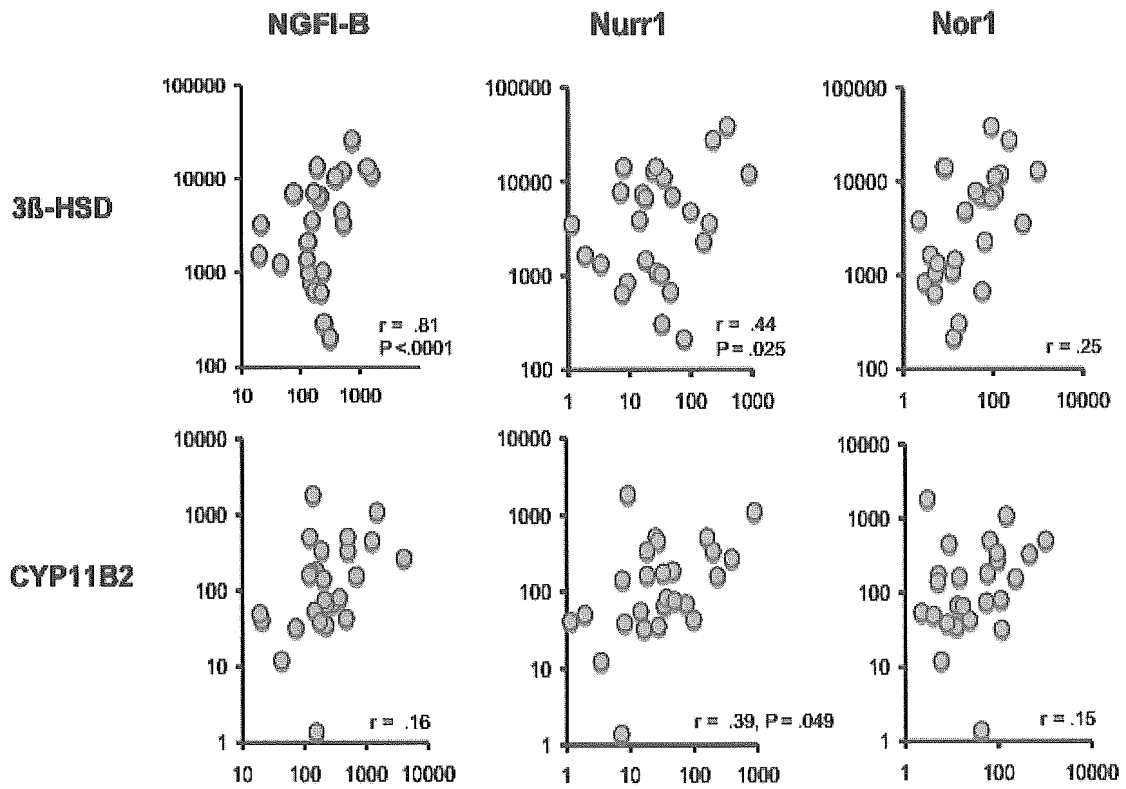 NGFI-B Nurr1 Nor1
3ß-HSD
100000 100000 100000
10000 10000 10000
1000 1000 1000
100 100 100
r = .81
P <.0001
r = .44
P = .025
r = .25
10 100 1000
1 10 100 1000
1 100 10000
CYP11B2
10000 10000 10000
1000 1000 1000
100 100 100
10 10 10
1 1 1
r = .16
r = .39, P = .049
r = .15
10 100 1000 10000
1 10 100 1000
1 100 10000